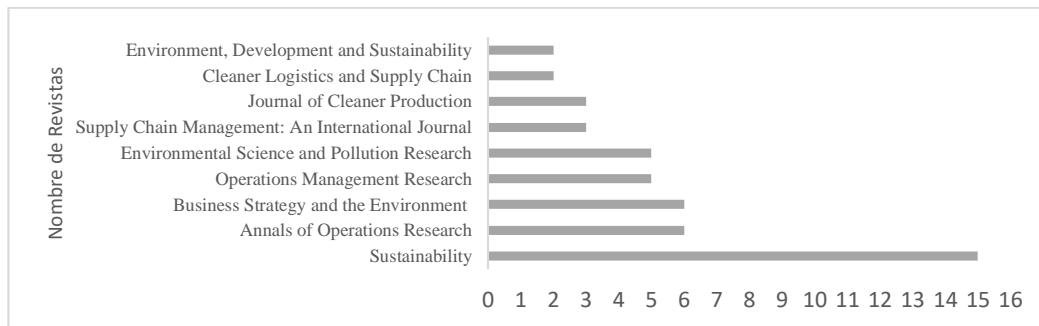 Nombre de Revistas
Environment, Development and Sustainability
Cleaner Logistics and Supply Chain
Journal of Cleaner Production
Supply Chain Management: An International Journal
Environmental Science and Pollution Research
Operations Management Research
Business Strategy and the Environment
Annals of Operations Research
Sustainability
0 1 2 3 4 5 6 7 8 9 10 11 12 13 14 15 16